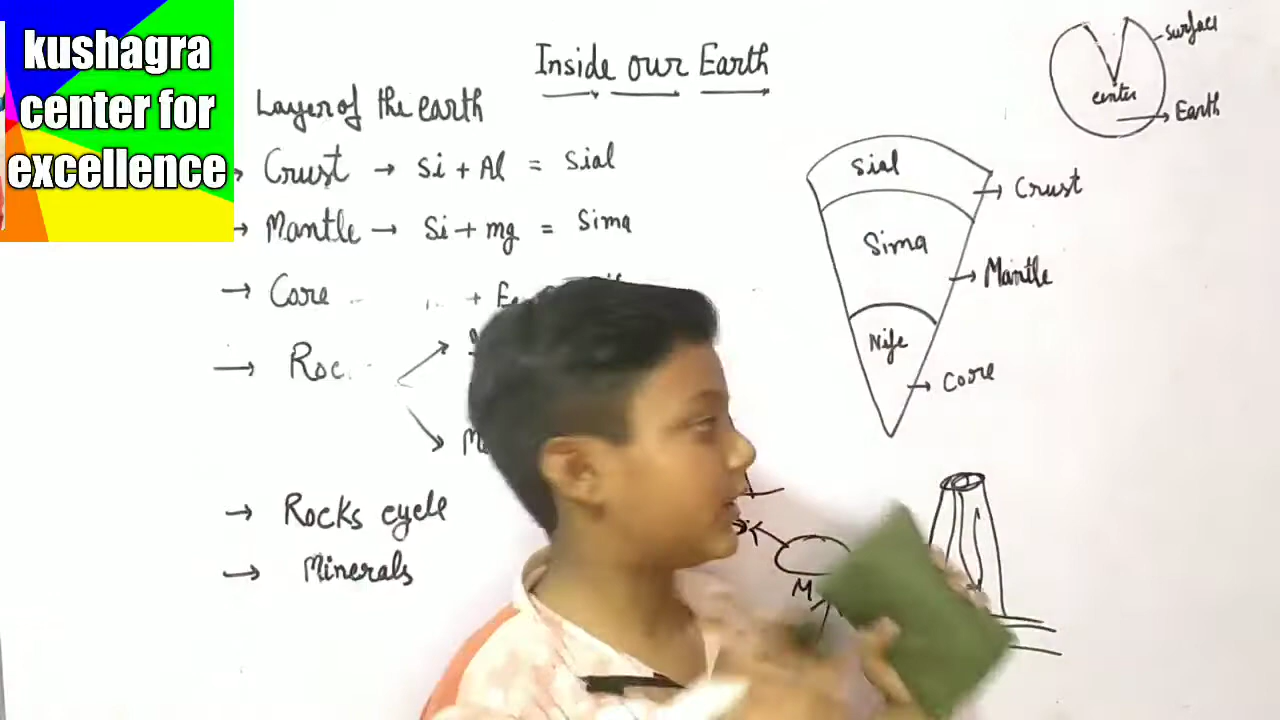 kushagra
center for
excellence
Inside our Earth
Layer of the earth
→ Crust → Si + Al = Sial
→ Mantle → Si + mg = Sima
→ Core
→ Roc
→ Rocks cycle
→ Minerals
surface
center
Earth
Sial
Crust
Sima
Mantle
Nife
Core
M